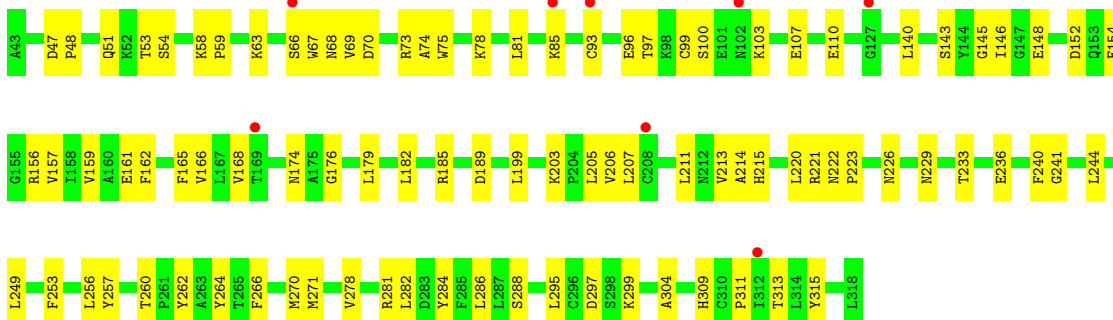 A43 D47 P48 Q51 K52 T53 S54 K58 P59 K63 S66 W67 N68 V69 D70 R73 A74 W75 K78 L81 K85 C93 E96 T97 K98 C99 S100 E101 N102 K103 E107 E110 G127 L140 S143 Y144 G145 I146 G147 E148 D152 Q153 E154
G155 R156 V157 I158 V159 A160 E161 F162 F165 V166 L167 V168 T169 N174 A175 G176 L179 L182 R185 D189 L199 K203 P204 L205 V206 L207 C208 L211 N212 V213 A214 H215 L220 R221 N222 P223 N226 N229 T233 E236 F240 G241 L244
L249 F253 L256 Y257 T260 P261 Y262 A263 Y264 T265 F266 M270 M271 V278 R281 L282 D283 Y284 F285 L286 L287 S288 L295 C296 D297 S298 K299 A304 H309 C310 P311 I312 T313 L314 Y315 L318